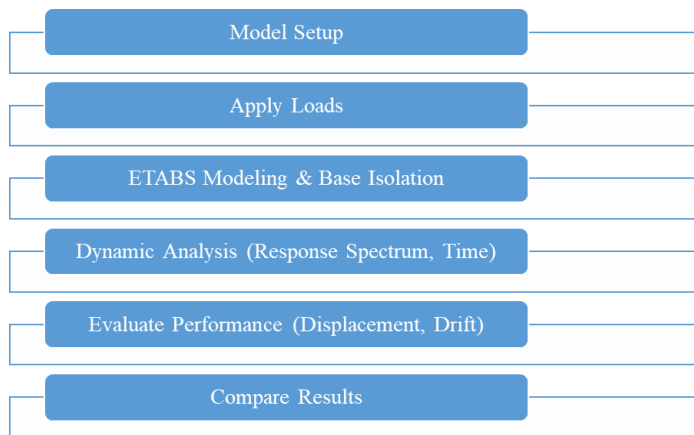 Model Setup
Apply Loads
ETABS Modeling & Base Isolation
Dynamic Analysis (Response Spectrum, Time)
Evaluate Performance (Displacement, Drift)
Compare Results